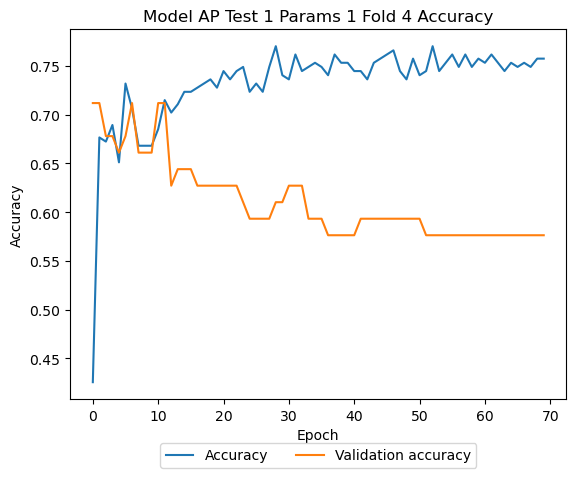 Model AP Test 1 Params 1 Fold 4 Accuracy
Accuracy
0.75
0.70
0.65
0.60
0.55
0.50
0.45
0 10 20 30 40 50 60 70
Epoch
Accuracy Validation accuracy